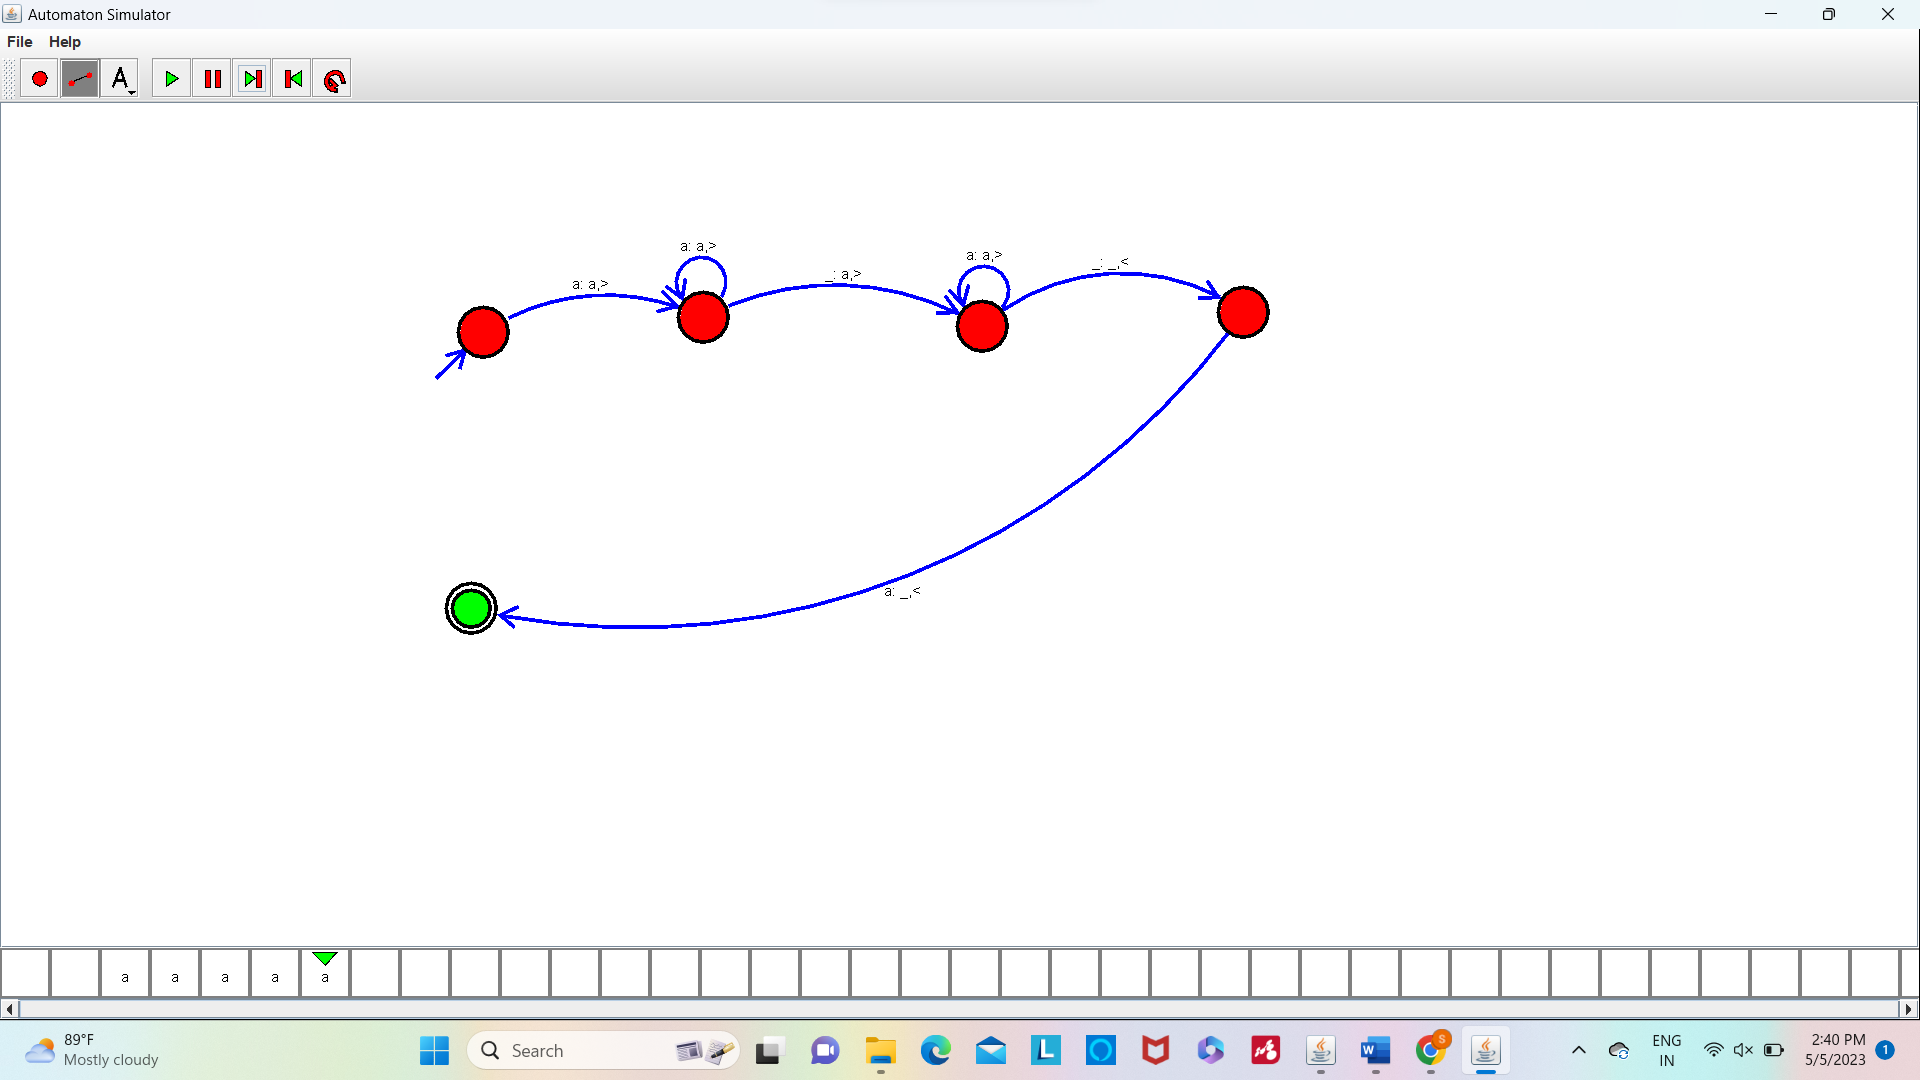 Automaton Simulator
File Help
A
a: a,>
a: a,>
_: a,>
a: a,>
_: _,<
a: _,<
a a a a a
89°F
Mostly cloudy
Search
L
W
S
ENG
IN
2:40 PM
5/5/2023
1